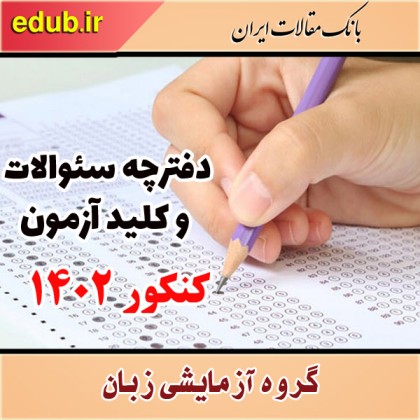 بانک مقالات ایران
edub.ir
دفترچه سئوالات
و کلید آزمون
کنکور ۱۴۰۲
گروه آزمایشی زبان